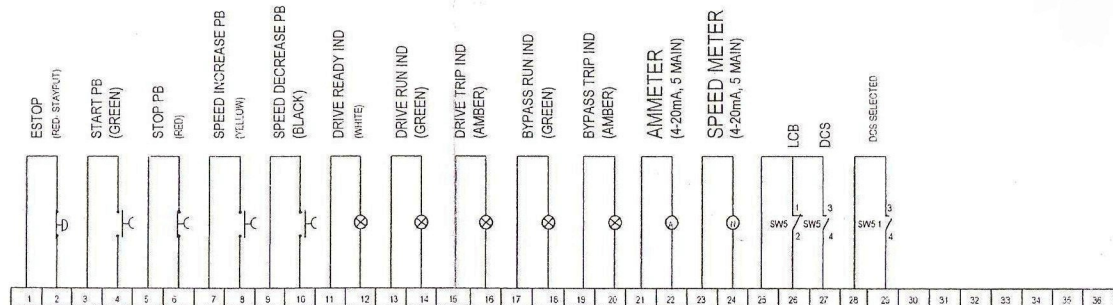 ESTOP
(RED STAYPUT)
START PB
(GREEN)
STOP PB
(RED)
SPEED INCREASE PB
(YELLOW)
SPEED DECREASE PB
(BLACK)
DRIVE READY IND
(WHITE)
DRIVE RUN IND
(GREEN)
DRIVE TRIP IND
(AMBER)
BYPASS RUN IND
(GREEN)
BYPASS TRIP IND
(AMBER)
AMMETER
(4-20mA, 5 MAIN)
SPEED METER
(4-20mA, 5 MAIN)
LCB
DCS
DCS SELECTED
1 3 3
SW5 SW5 SW5 1
2 4 4
1 2 3 4 5 6 7 8 9 10 11 12 13 14 15 16 17 18 19 20 21 22 23 24 25 26 27 28 29 30 31 32 33 34 35 36